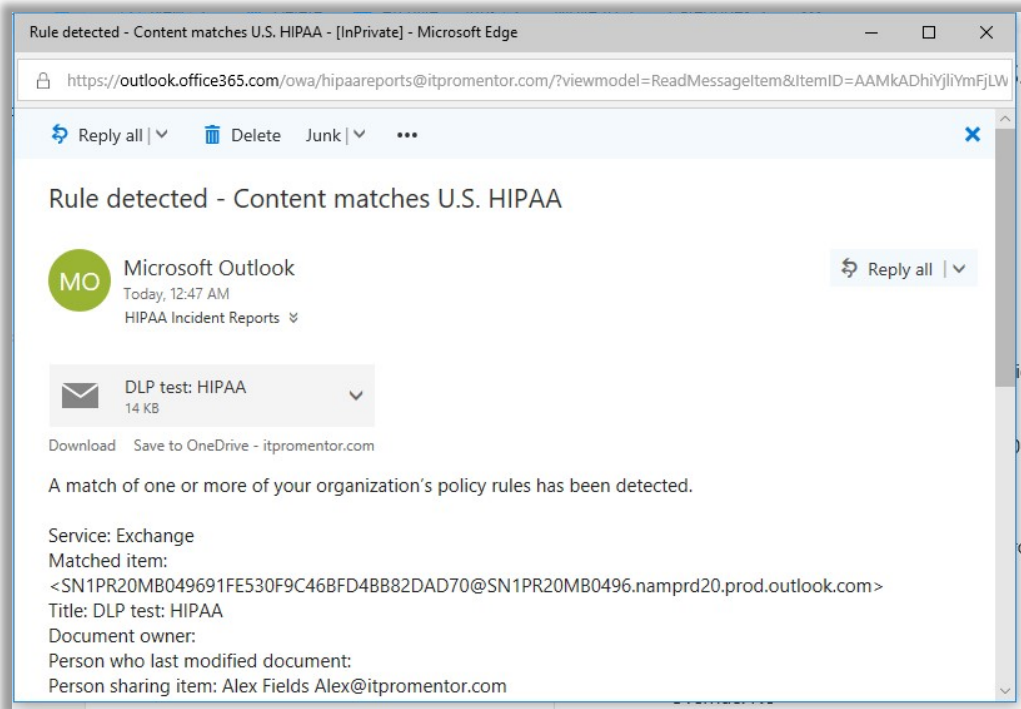 Rule detected - Content matches U.S. HIPAA - [InPrivate] - Microsoft Edge
https://outlook.office365.com/owa/hipaareports@itpromentor.com/?viewmodel=ReadMessageItem&ItemID=AAMkADhiYjliYmFjLW
Reply all | Delete Junk | •••
Rule detected - Content matches U.S. HIPAA
MO
Microsoft Outlook
Reply all |
Today, 12:47 AM
HIPAA Incident Reports
DLP test: HIPAA
14 KB
Download Save to OneDrive - itpromentor.com
A match of one or more of your organization’s policy rules has been detected.
Service: Exchange
Matched item:
<SN1PR20MB049691FE530F9C46BFD4BB82DAD70@SN1PR20MB0496.namprd20.prod.outlook.com>
Title: DLP test: HIPAA
Document owner:
Person who last modified document:
Person sharing item: Alex Fields Alex@itpromentor.com